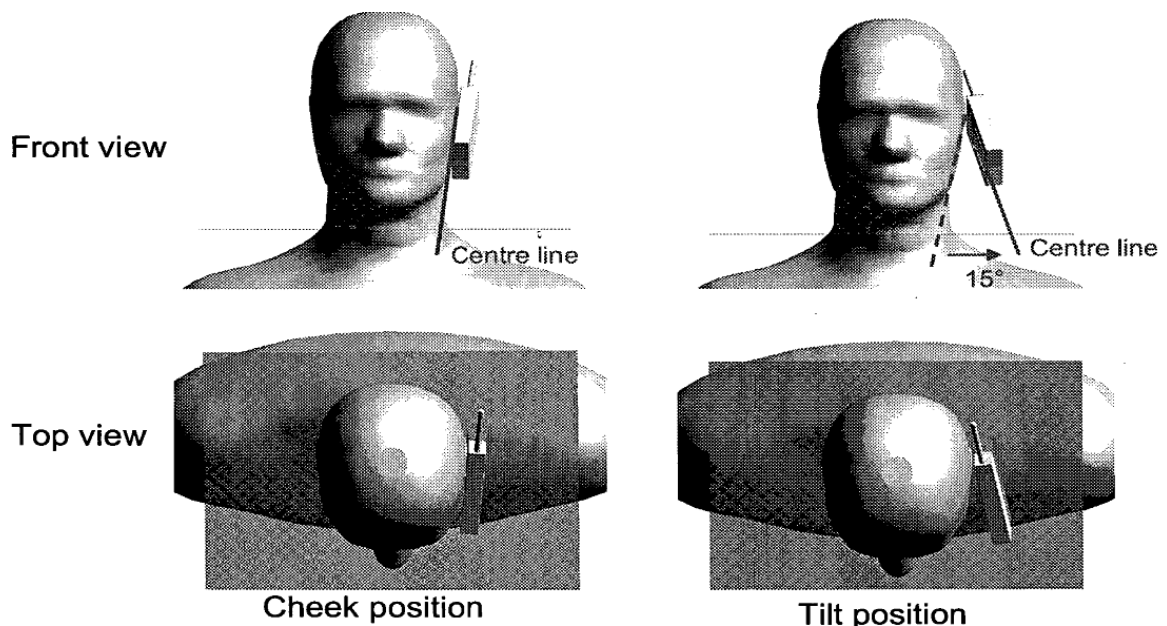 Front view
Centre line
Centre line
15°
Top view
Cheek position
Tilt position